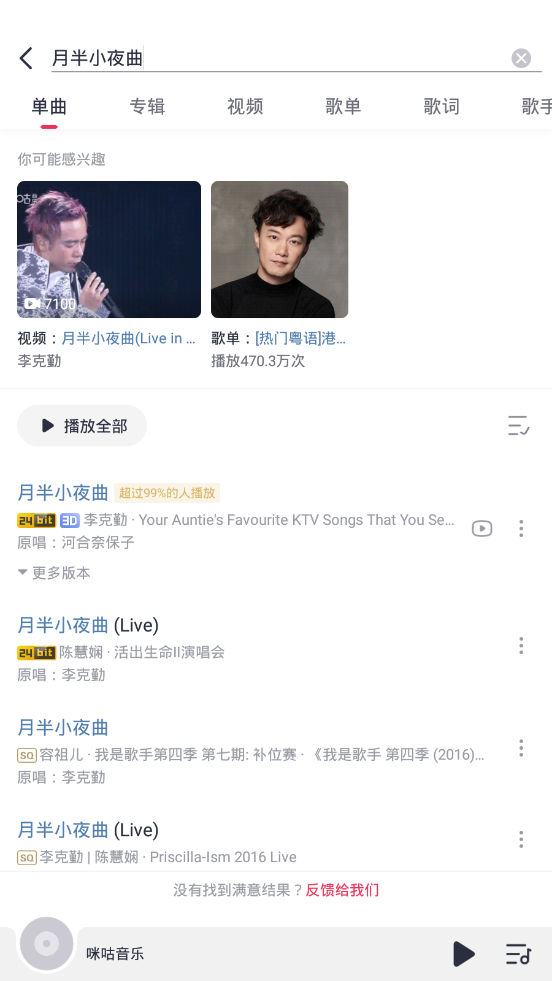 月半小夜曲
单曲 专辑 视频 歌单 歌词 歌手
你可能感兴趣
7100
视频：月半小夜曲(Live in ...
李克勤
歌单：[热门粤语]港...
播放470.3万次
播放全部
月半小夜曲 超过99%的人播放
24bit 3D 李克勤 · Your Auntie's Favourite KTV Songs That You Se...
原唱：河合奈保子
更多版本
月半小夜曲 (Live)
24bit 陈慧娴 · 活出生命II演唱会
原唱：李克勤
月半小夜曲
SQ 容祖儿 · 我是歌手第四季 第七期: 补位赛 · 《我是歌手 第四季 (2016)...
原唱：李克勤
月半小夜曲 (Live)
SQ 李克勤 | 陈慧娴 · Priscilla-Ism 2016 Live
没有找到满意结果？反馈给我们
咪咕音乐